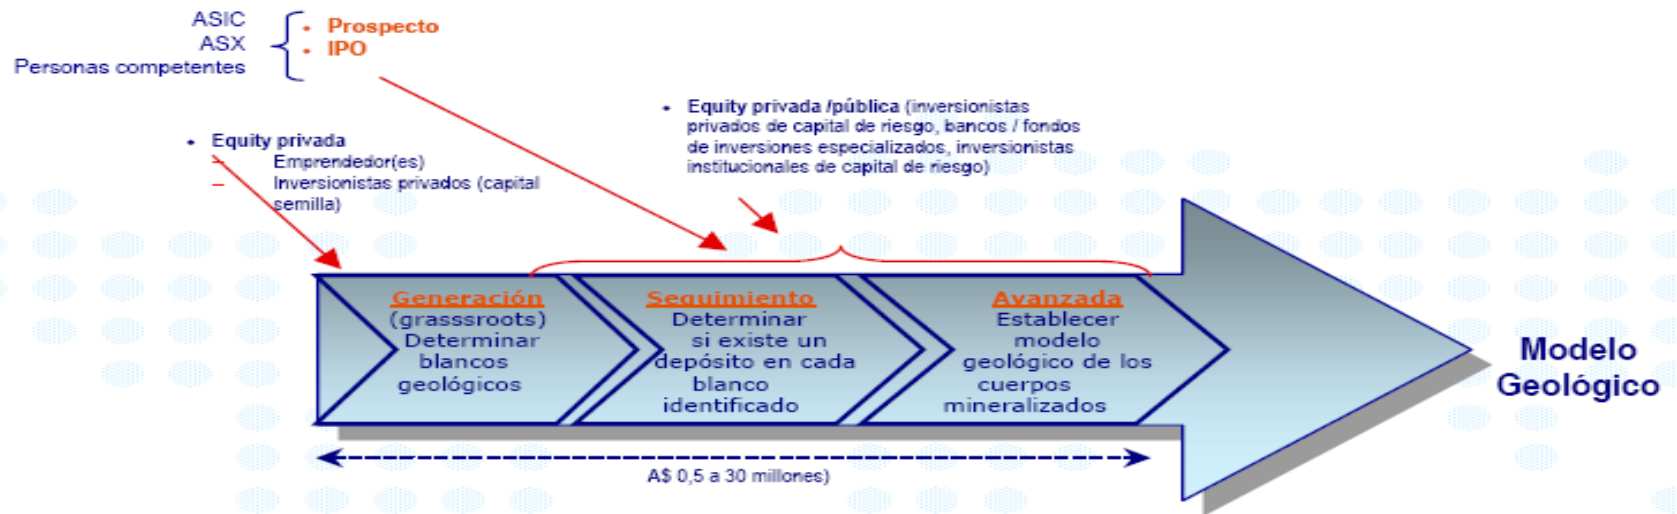 ASIC
ASX
Personas competentes
• Prospecto
• IPO
• Equity privada
– Emprendedor(es)
– Inversionistas privados (capital
semilla)
• Equity privada /pública (inversionistas
privados de capital de riesgo, bancos / fondos
de inversiones especializados, inversionistas
institucionales de capital de riesgo)
Generación
(grasssroots)
Determinar
blancos
geológicos
Seguimiento
Determinar
si existe un
depósito en cada
blanco
identificado
Avanzada
Establecer
modelo
geológico de los
cuerpos
mineralizados
Modelo
Geológico
A$ 0,5 a 30 millones)